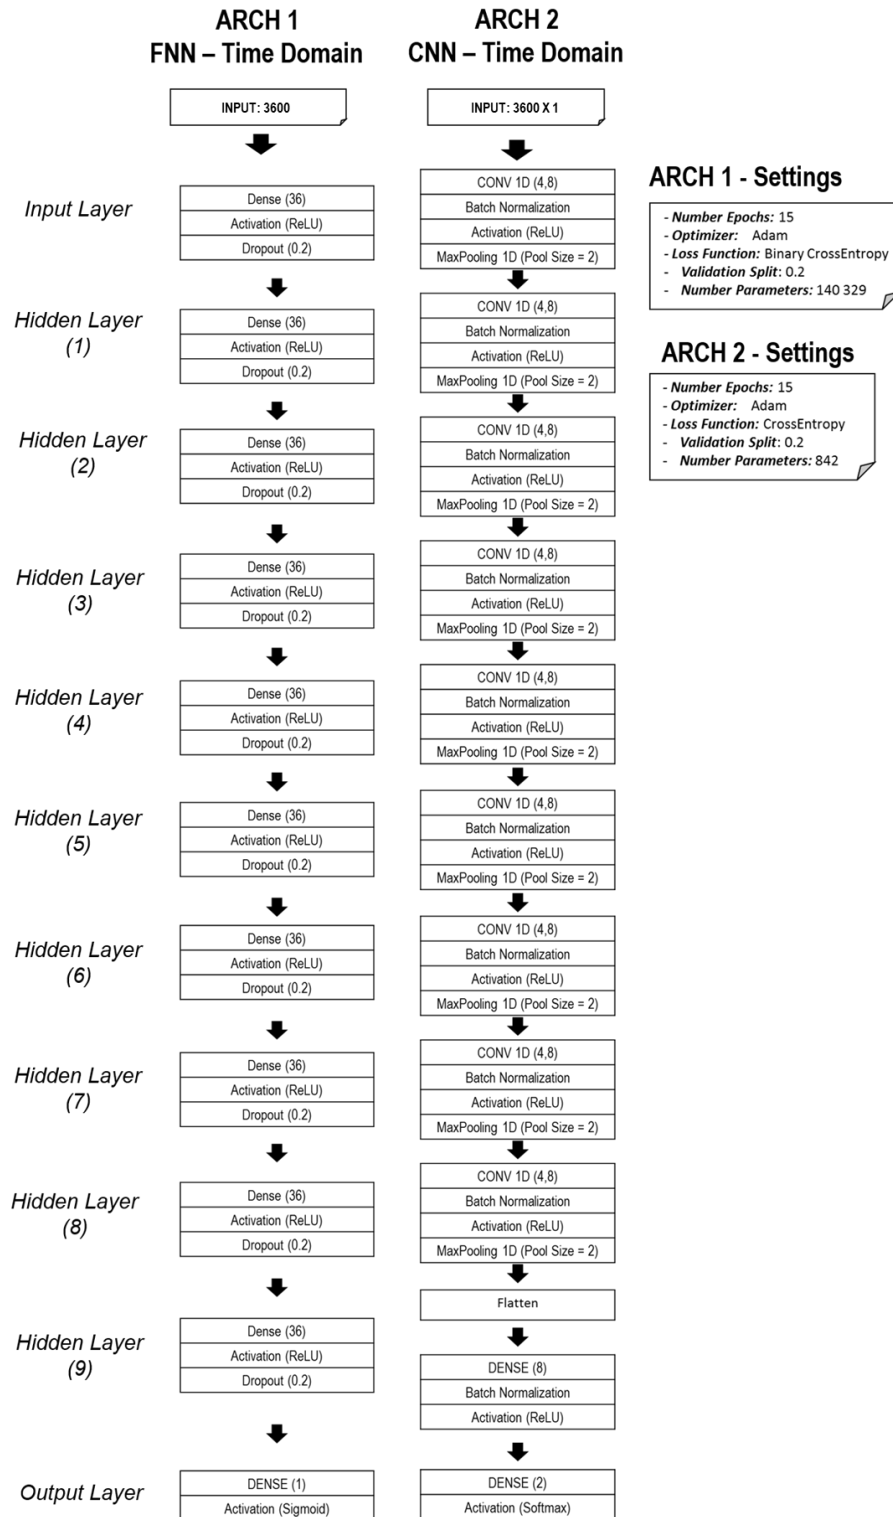 ARCH 1
FNN – Time Domain
ARCH 2
CNN – Time Domain
INPUT: 3600
INPUT: 3600 X 1
Input Layer
Dense (36)
Activation (ReLU)
Dropout (0.2)
CONV 1D (4,8)
Batch Normalization
Activation (ReLU)
MaxPooling 1D (Pool Size = 2)
Hidden Layer
(1)
Dense (36)
Activation (ReLU)
Dropout (0.2)
CONV 1D (4,8)
Batch Normalization
Activation (ReLU)
MaxPooling 1D (Pool Size = 2)
Hidden Layer
(2)
Dense (36)
Activation (ReLU)
Dropout (0.2)
CONV 1D (4,8)
Batch Normalization
Activation (ReLU)
MaxPooling 1D (Pool Size = 2)
Hidden Layer
(3)
Dense (36)
Activation (ReLU)
Dropout (0.2)
CONV 1D (4,8)
Batch Normalization
Activation (ReLU)
MaxPooling 1D (Pool Size = 2)
Hidden Layer
(4)
Dense (36)
Activation (ReLU)
Dropout (0.2)
CONV 1D (4,8)
Batch Normalization
Activation (ReLU)
MaxPooling 1D (Pool Size = 2)
Hidden Layer
(5)
Dense (36)
Activation (ReLU)
Dropout (0.2)
CONV 1D (4,8)
Batch Normalization
Activation (ReLU)
MaxPooling 1D (Pool Size = 2)
Hidden Layer
(6)
Dense (36)
Activation (ReLU)
Dropout (0.2)
CONV 1D (4,8)
Batch Normalization
Activation (ReLU)
MaxPooling 1D (Pool Size = 2)
Hidden Layer
(7)
Dense (36)
Activation (ReLU)
Dropout (0.2)
CONV 1D (4,8)
Batch Normalization
Activation (ReLU)
MaxPooling 1D (Pool Size = 2)
Hidden Layer
(8)
Dense (36)
Activation (ReLU)
Dropout (0.2)
CONV 1D (4,8)
Batch Normalization
Activation (ReLU)
MaxPooling 1D (Pool Size = 2)
Flatten
Hidden Layer
(9)
Dense (36)
Activation (ReLU)
Dropout (0.2)
DENSE (8)
Batch Normalization
Activation (ReLU)
Output Layer
DENSE (1)
Activation (Sigmoid)
DENSE (2)
Activation (Softmax)
ARCH 1 - Settings
- Number Epochs: 15
- Optimizer: Adam
- Loss Function: Binary CrossEntropy
- Validation Split: 0.2
- Number Parameters: 140 329
ARCH 2 - Settings
- Number Epochs: 15
- Optimizer: Adam
- Loss Function: CrossEntropy
- Validation Split: 0.2
- Number Parameters: 842